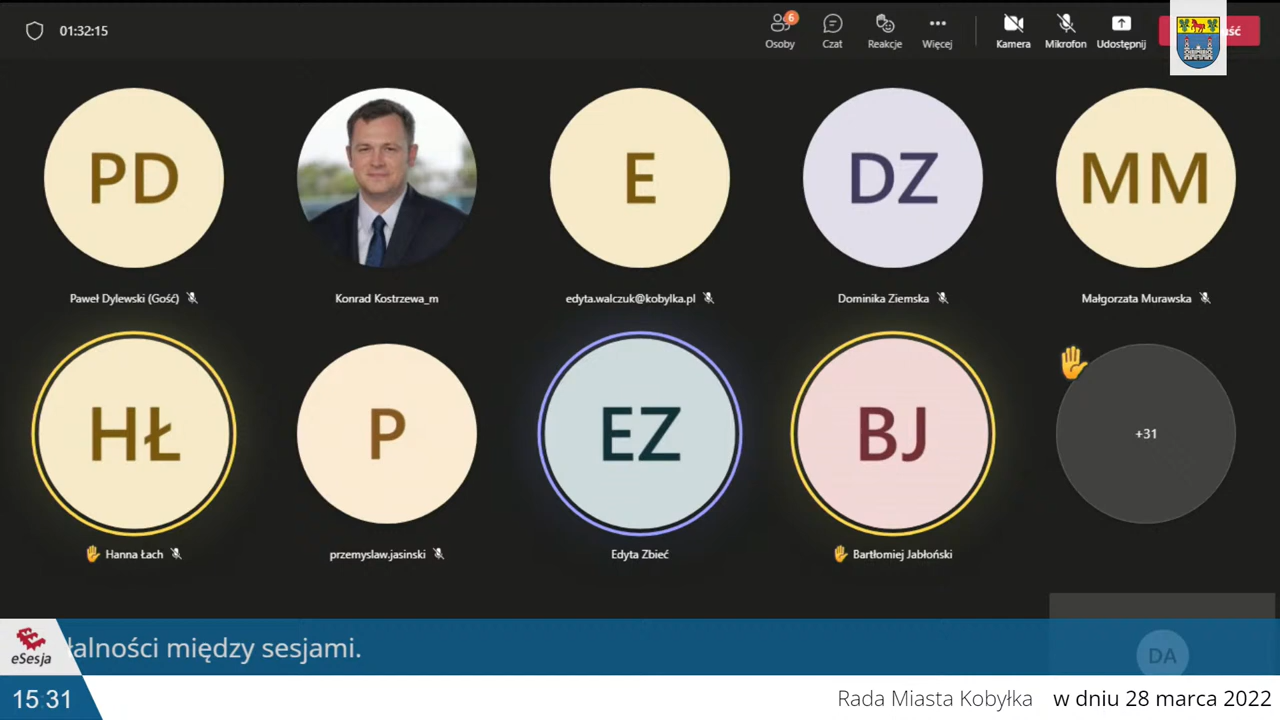 01:32:15
6
Osoby
Czat
Reakcje
Więcej
Kamera
Mikrofon
Udostępnij
PD
E
DZ
MM
Paweł Dylewski (Gość)
Konrad Kostrzewa_m
edyta.walczuk@kobylka.pl
Dominika Ziemska
Małgorzata Murawska
HŁ
P
EZ
BJ
+31
Hanna Łach
przemyslaw.jasinski
Edyta Zbieć
Bartłomiej Jabłoński
eSesja
łalności między sesjami.
DA
15:31
Rada Miasta Kobyłka w dniu 28 marca 2022